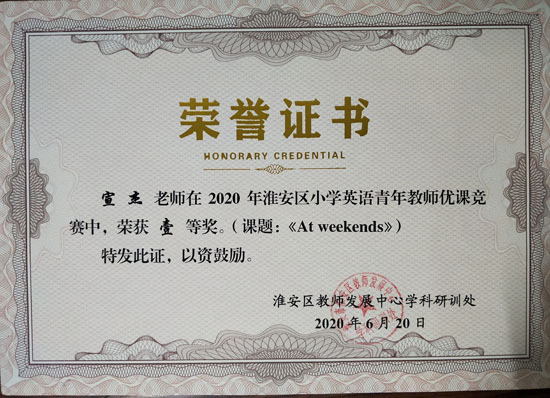 荣誉证书
HONORARY CREDENTIAL
宣杰 老师在 2020 年淮安区小学英语青年教师优课竞
赛中，荣获 壹 等奖。（课题：《At weekends》）
特发此证，以资鼓励。
淮安区教师发展中心学科研训处
2020 年 6 月 20 日